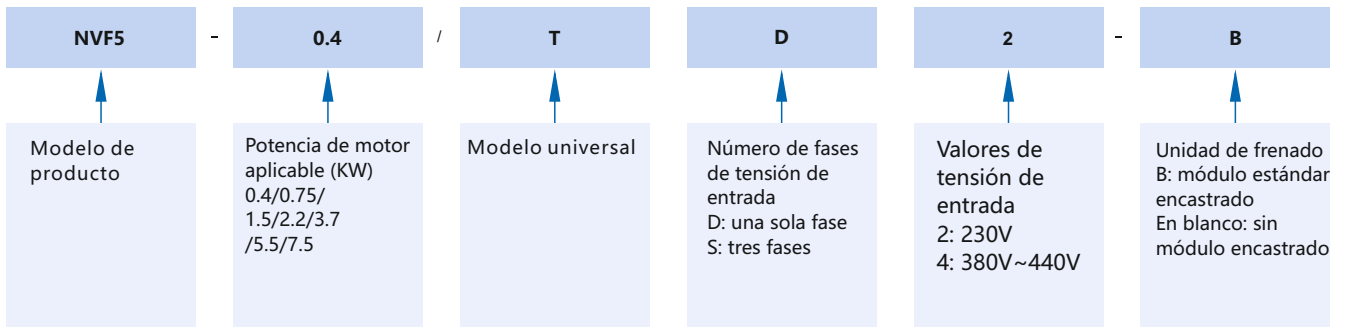 NVF5 - 0.4 / T D 2 - B
Modelo de
producto
Potencia de motor
aplicable (KW)
0.4/0.75/
1.5/2.2/3.7
/5.5/7.5
Modelo universal
Número de fases
de tensión de
entrada
D: una sola fase
S: tres fases
Valores de
tensión de
entrada
2: 230V
4: 380V~440V
Unidad de frenado
B: módulo estándar
encastrado
En blanco: sin
módulo encastrado